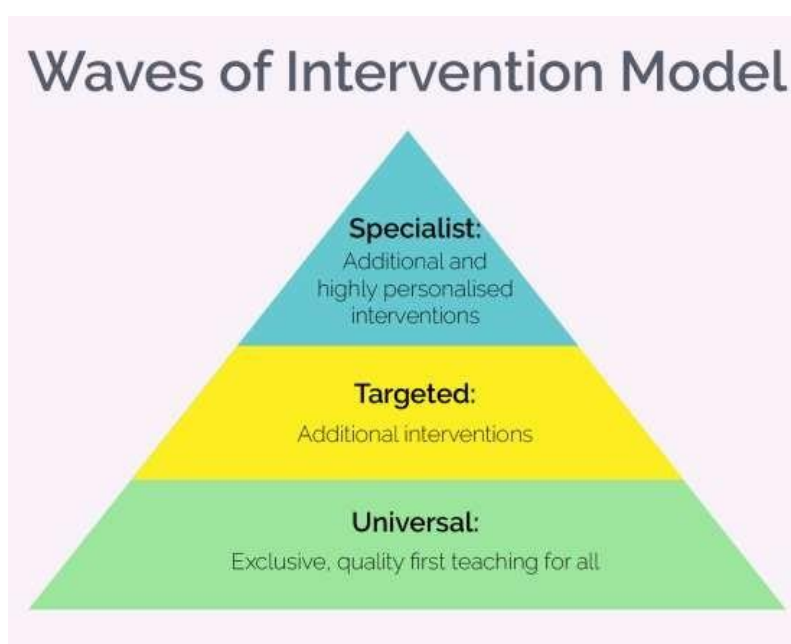 Waves of Intervention Model
Specialist:
Additional and
highly personalised
interventions
Targeted:
Additional interventions
Universal:
Exclusive, quality first teaching for all